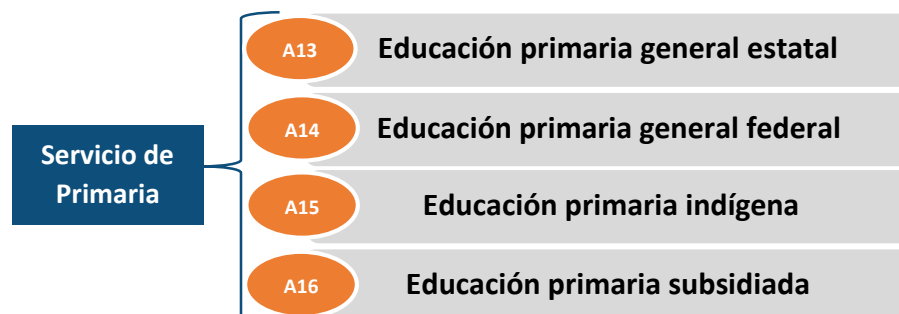 Servicio de
Primaria
A13 Educación primaria general estatal
A14 Educación primaria general federal
A15 Educación primaria indígena
A16 Educación primaria subsidiada